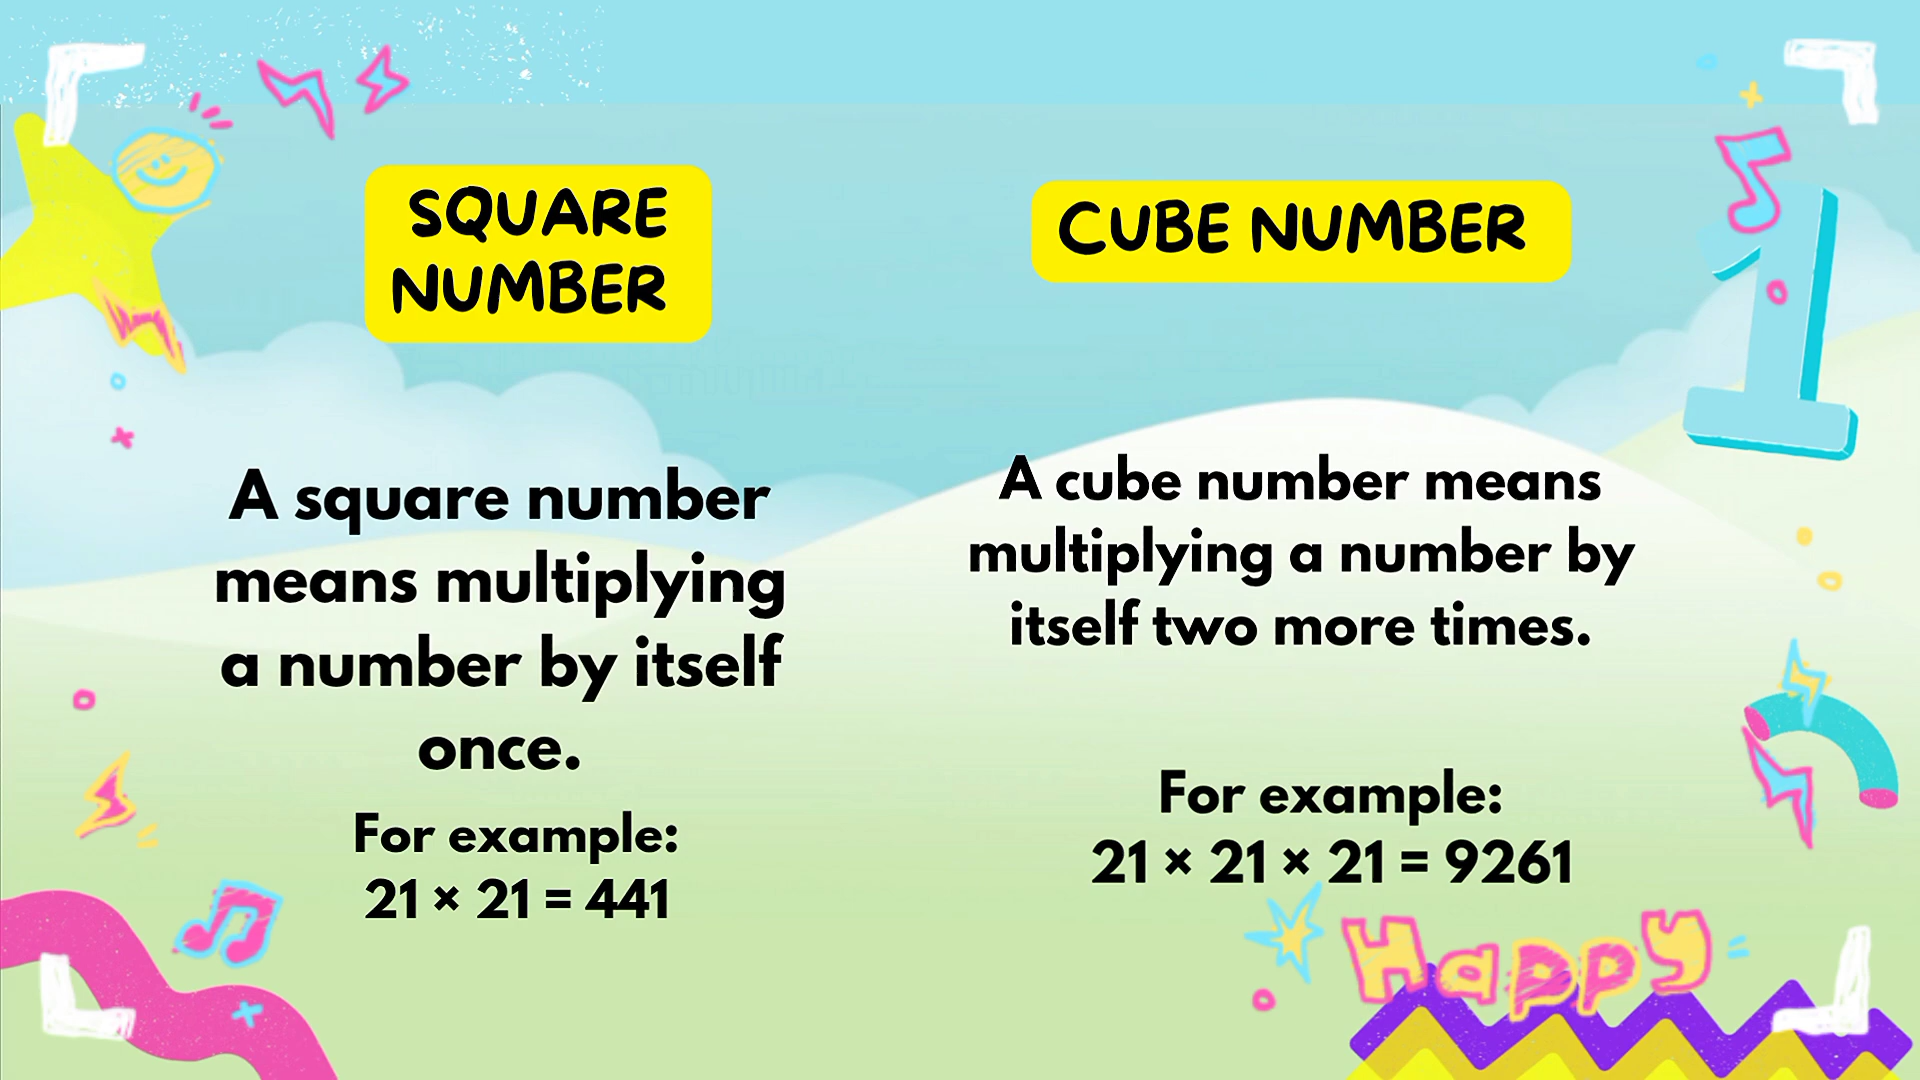 SQUARE
NUMBER
A square number
means multiplying
a number by itself
once.
For example:
21 × 21 = 441
CUBE NUMBER
A cube number means
multiplying a number by
itself two more times.
For example:
21 × 21 × 21 = 9261
1
Happy